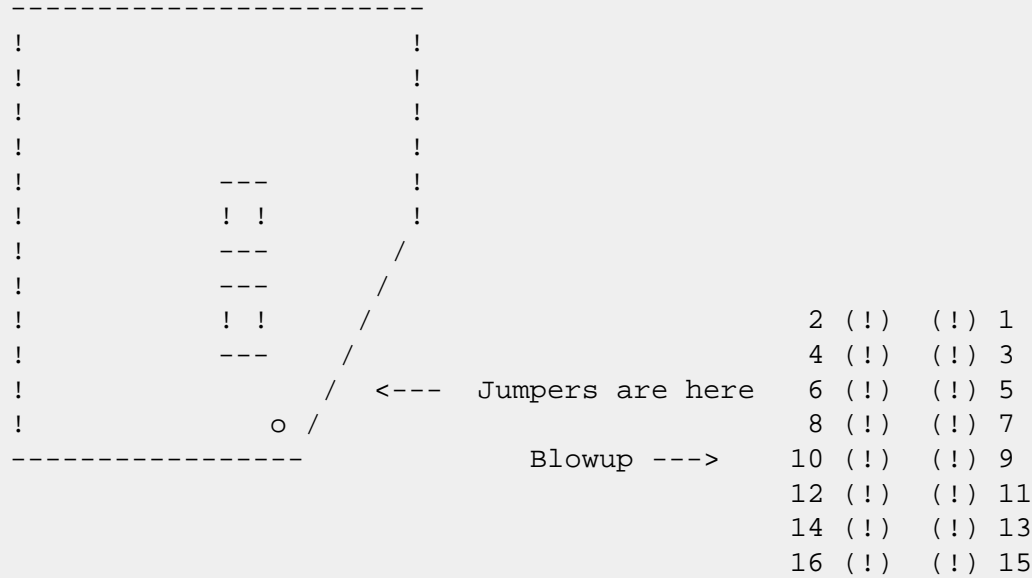 ------------------------
!                      !
!                      !
!                      !
!                      !
!           ---        !
!           ! !        !
!           ---       /
!           ---      /
!           ! !     /                         2 (!)  (!) 1
!           ---    /                          4 (!)  (!) 3
!                 /  <---  Jumpers are here   6 (!)  (!) 5
!              o /                            8 (!)  (!) 7
-----------------             Blowup --->    10 (!)  (!) 9
                                             12 (!)  (!) 11
                                             14 (!)  (!) 13
                                             16 (!)  (!) 15